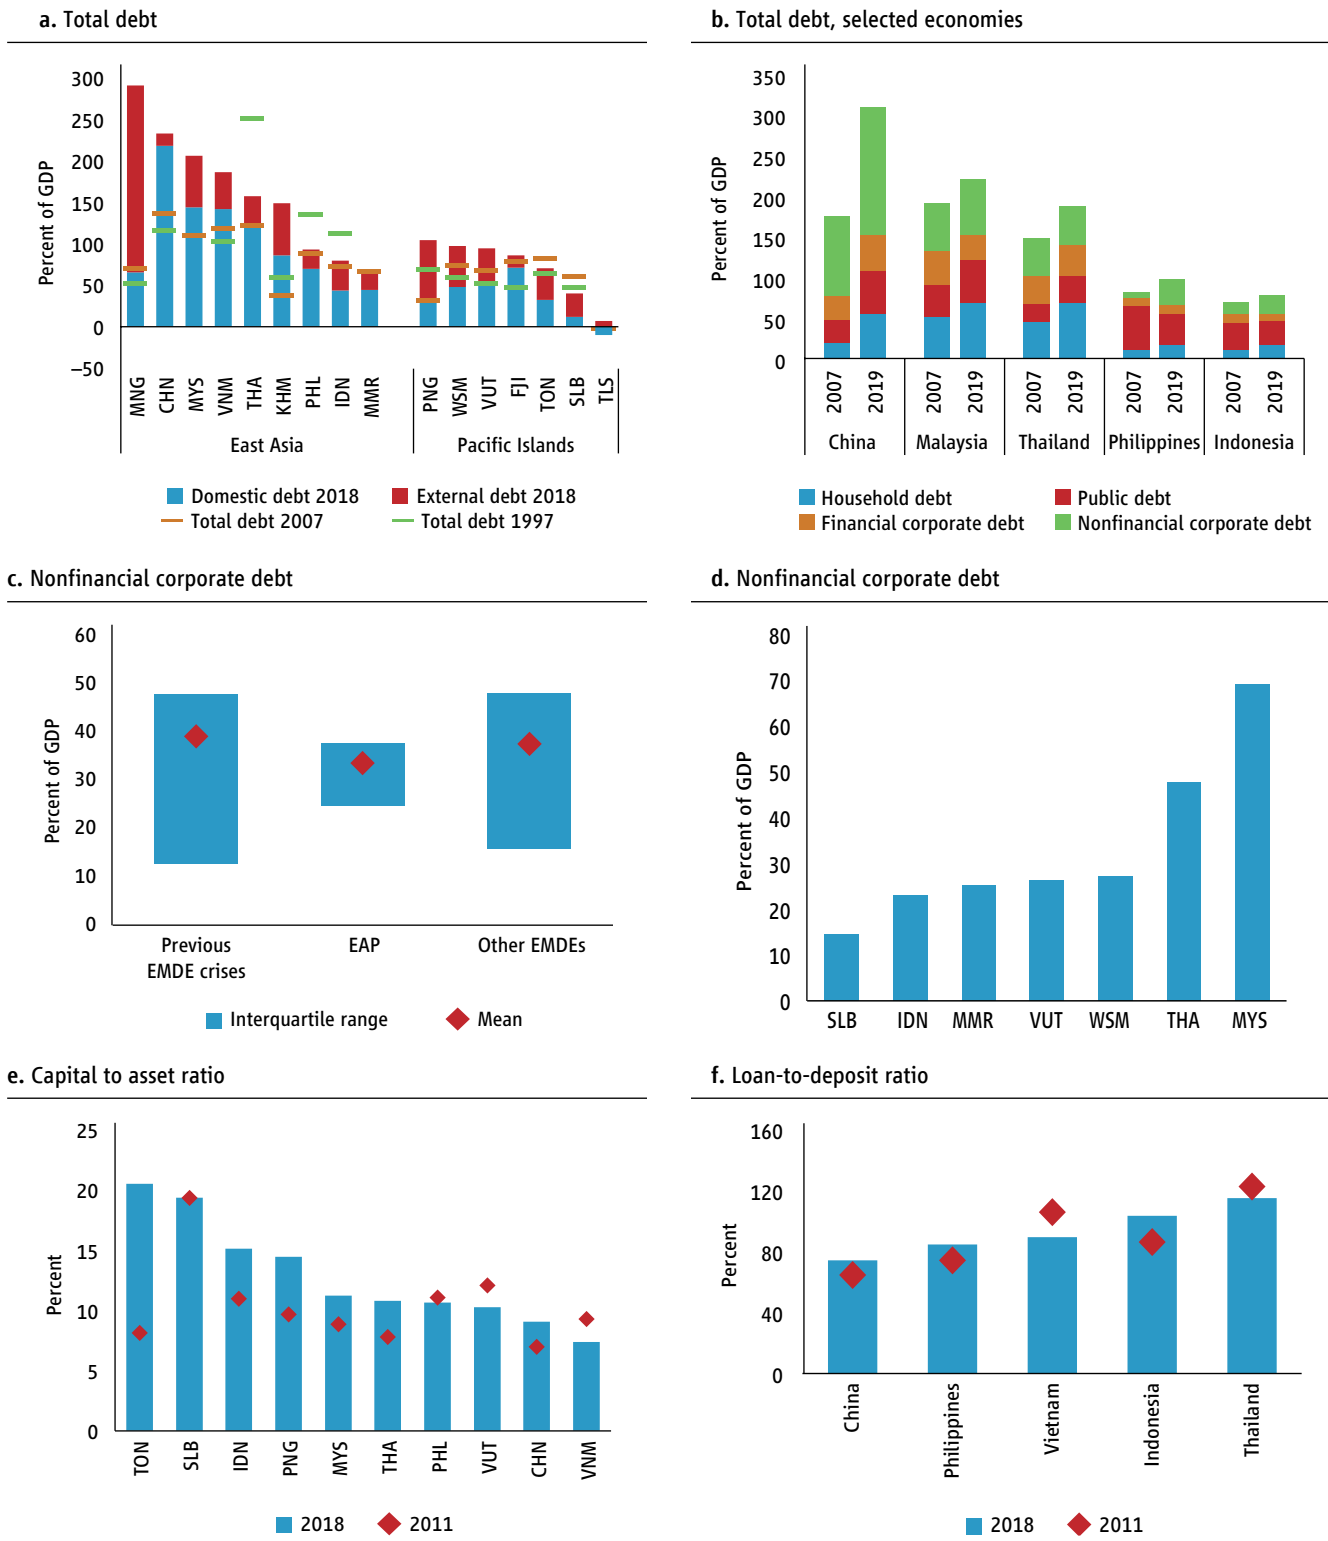 a. Total debt
Percent of GDP
300
250
200
150
100
50
0
–50
MNG
CHN
MYS
VNM
THA
KHM
PHL
IDN
MMR
PNG
WSM
VUT
FJI
TON
SLB
TLS
East Asia
Pacific Islands
Domestic debt 2018
External debt 2018
Total debt 2007
Total debt 1997
b. Total debt, selected economies
Percent of GDP
350
300
250
200
150
100
50
0
2007
2019
2007
2019
2007
2019
2007
2019
2007
2019
China
Malaysia
Thailand
Philippines
Indonesia
Household debt
Public debt
Financial corporate debt
Nonfinancial corporate debt
c. Nonfinancial corporate debt
Percent of GDP
60
50
40
30
20
10
0
Previous
EMDE crises
EAP
Other EMDEs
Interquartile range
Mean
d. Nonfinancial corporate debt
Percent of GDP
80
70
60
50
40
30
20
10
0
SLB
IDN
MMR
VUT
WSM
THA
MYS
e. Capital to asset ratio
Percent
25
20
15
10
5
0
TON
SLB
IDN
PNG
MYS
THA
PHL
VUT
CHN
VNM
2018
2011
f. Loan-to-deposit ratio
Percent
160
120
80
40
0
China
Philippines
Vietnam
Indonesia
Thailand
2018
2011